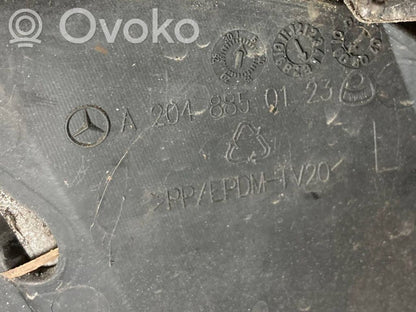 Ovoko
A 204 885 01 23
>PP/EPDM-TV20<
L